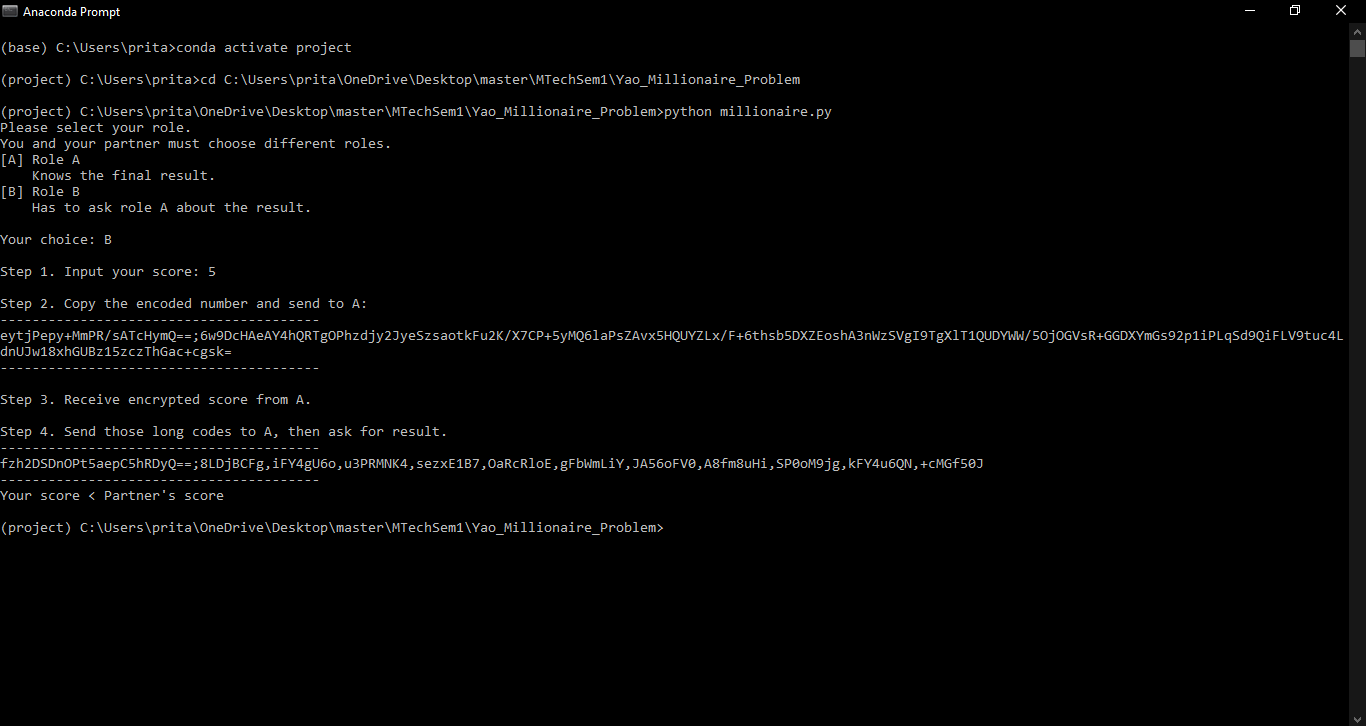 Anaconda Prompt
(base) C:\Users\prita>conda activate project
(project) C:\Users\prita>cd C:\Users\prita\OneDrive\Desktop\master\MTechSem1\Yao_Millionaire_Problem
(project) C:\Users\prita\OneDrive\Desktop\master\MTechSem1\Yao_Millionaire_Problem>python millionaire.py
Please select your role.
You and your partner must choose different roles.
[A] Role A
Knows the final result.
[B] Role B
Has to ask role A about the result.
Your choice: B
Step 1. Input your score: 5
Step 2. Copy the encoded number and send to A:
----------------------------------------
eytjPepy+MmPR/sATcHymQ==;6w9DcHAeAY4hQRTgOPhzdjy2JyeSzsaotkFu2K/X7CP+5yMQ6laPsZAvx5HQUYZLx/F+6thsb5DXZEoshA3nWzSVgI9TgXlT1QUDYWW/5OjOGVsR+GGDXYmGs92p1iPLqSd9QiFLV9tuc4L
dnUJw18xhGUBz15zczThGac+cgsk=
----------------------------------------
Step 3. Receive encrypted score from A.
Step 4. Send those long codes to A, then ask for result.
----------------------------------------
fzh2DSDnOPt5aepC5hRDyQ==;8LDjBCFg,iFY4gU6o,u3PRMNK4,sezxE1B7,OaRcRloE,gFbWmLiY,JA56oFV0,A8fm8uHi,SP0oM9jg,kFY4u6QN,+cMGf50J
----------------------------------------
Your score < Partner's score
(project) C:\Users\prita\OneDrive\Desktop\master\MTechSem1\Yao_Millionaire_Problem>